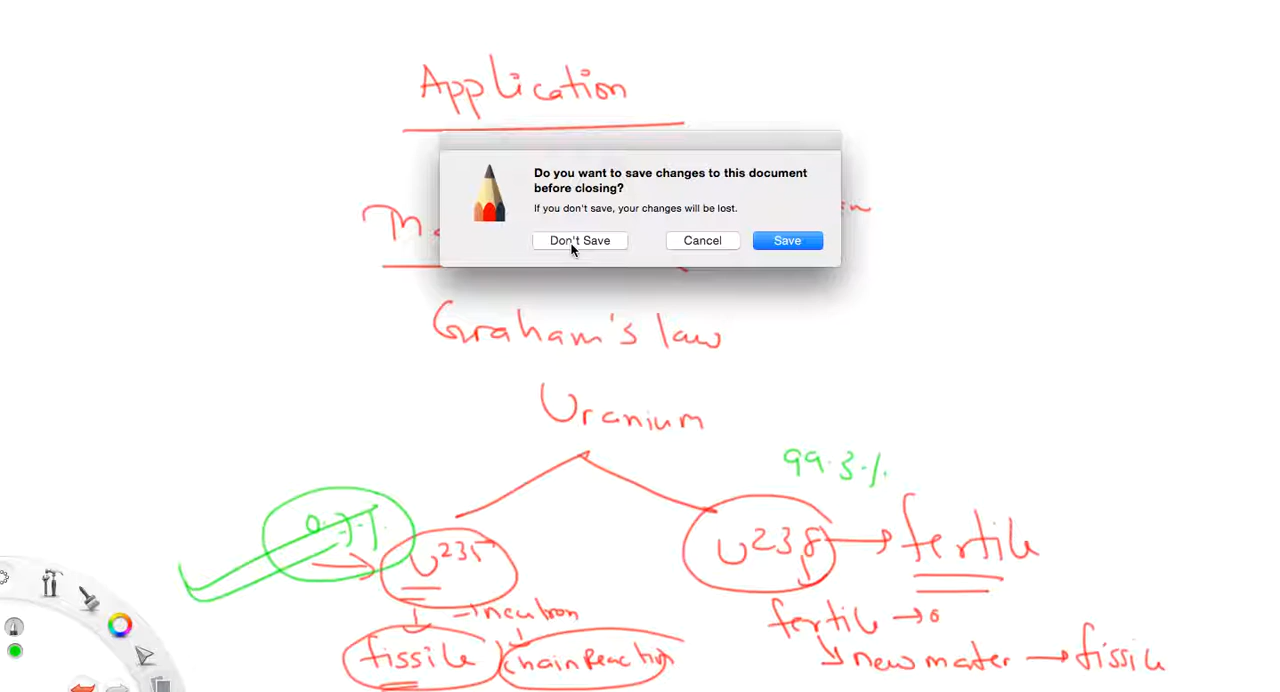 Application
Do you want to save changes to this document
before closing?
If you don't save, your changes will be lost.
Don't Save Cancel Save
Graham's law
Uranium
99.3%
0.7%
U235
U238 → fertile
→ neutron
fertile →
fissile
chain Reaction
new mater → fissile